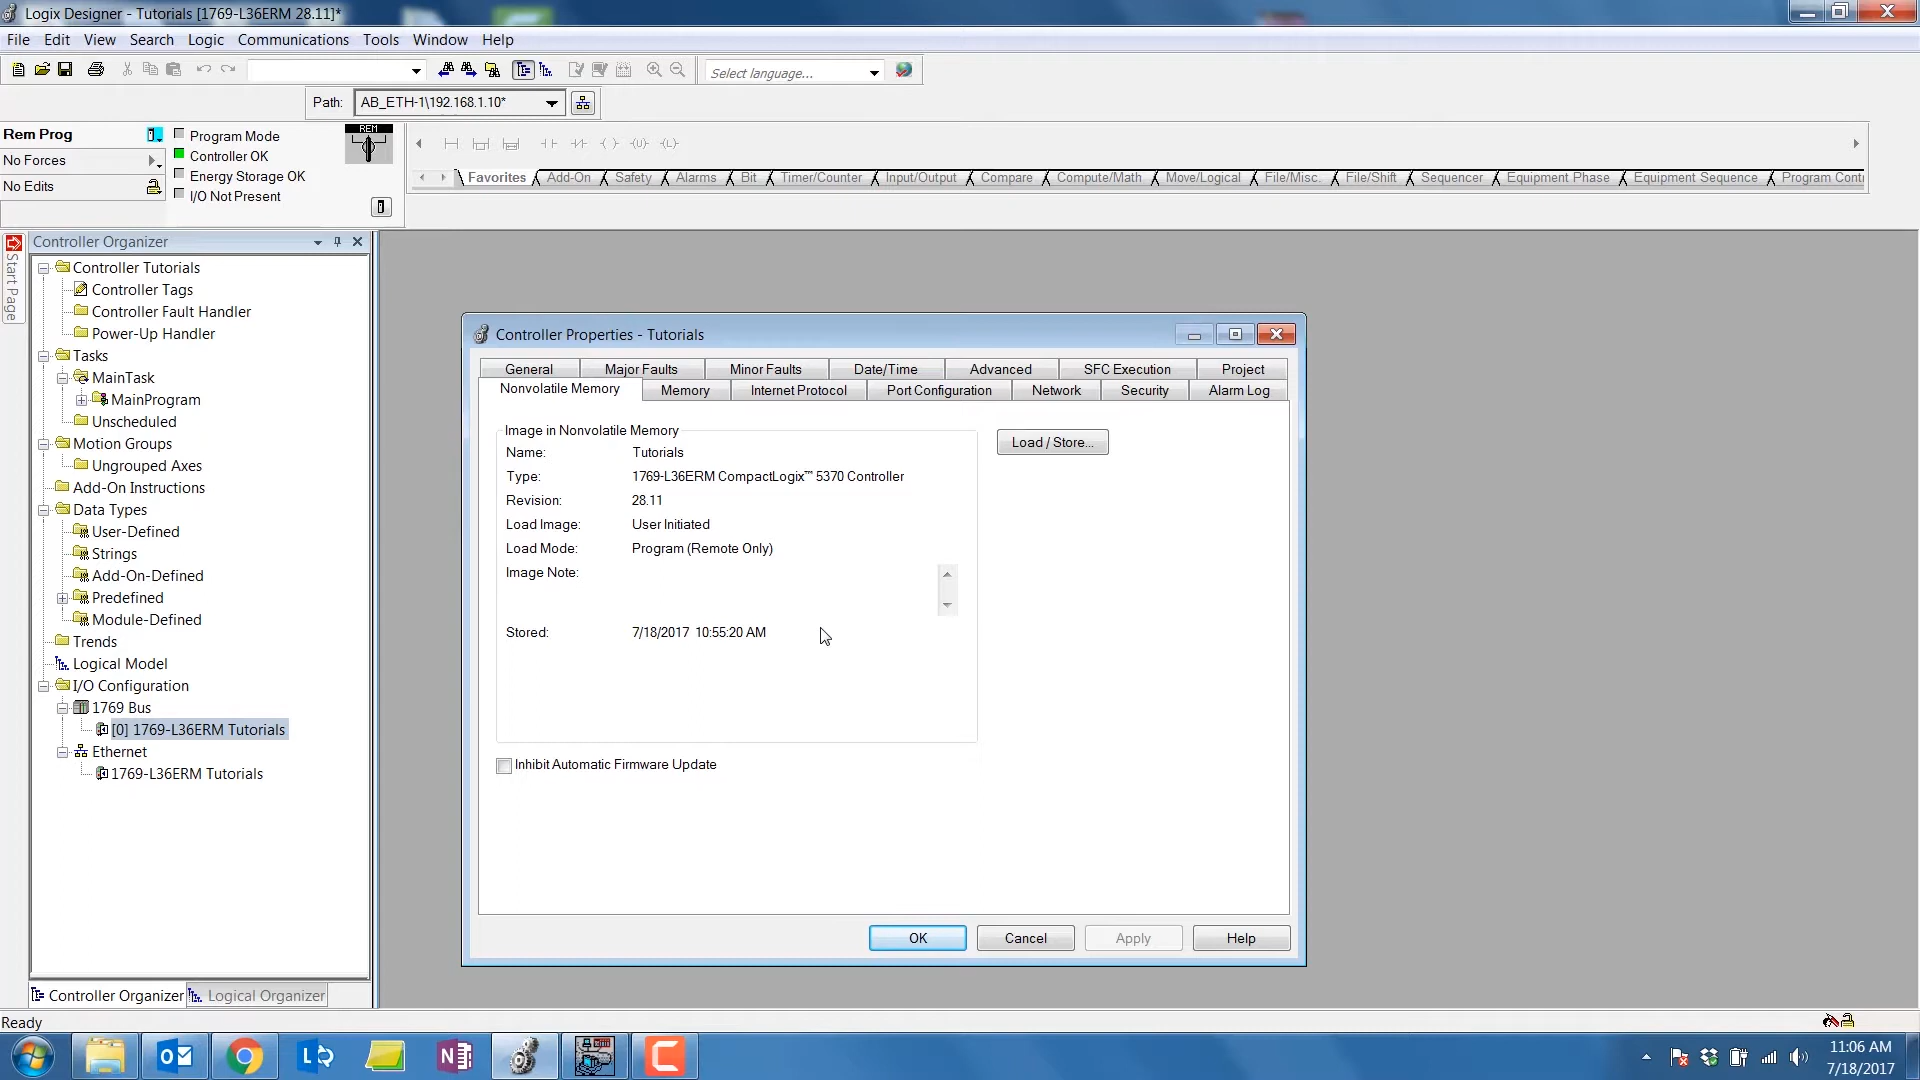 Logix Designer - Tutorials [1769-L36ERM 28.11]*
File Edit View Search Logic Communications Tools Window Help
Select language...
Path: AB_ETH-1\192.168.1.10*
Rem Prog
No Forces
No Edits
Program Mode
Controller OK
Energy Storage OK
I/O Not Present
REM
Favorites Add-On Safety Alarms Bit Timer/Counter Input/Output Compare Compute/Math Move/Logical File/Misc. File/Shift Sequencer Equipment Phase Equipment Sequence Program Contr
Start Page
Controller Organizer
Controller Tutorials
Controller Tags
Controller Fault Handler
Power-Up Handler
Tasks
MainTask
MainProgram
Unscheduled
Motion Groups
Ungrouped Axes
Add-On Instructions
Data Types
User-Defined
Strings
Add-On-Defined
Predefined
Module-Defined
Trends
Logical Model
I/O Configuration
1769 Bus
[0] 1769-L36ERM Tutorials
Ethernet
1769-L36ERM Tutorials
Controller Organizer Logical Organizer
Controller Properties - Tutorials
General Major Faults Minor Faults Date/Time Advanced SFC Execution Project
Nonvolatile Memory Memory Internet Protocol Port Configuration Network Security Alarm Log
Image in Nonvolatile Memory
Name: Tutorials
Type: 1769-L36ERM CompactLogix™ 5370 Controller
Revision: 28.11
Load Image: User Initiated
Load Mode: Program (Remote Only)
Image Note:
Stored: 7/18/2017 10:55:20 AM
Load / Store...
Inhibit Automatic Firmware Update
OK Cancel Apply Help
Ready
11:06 AM
7/18/2017